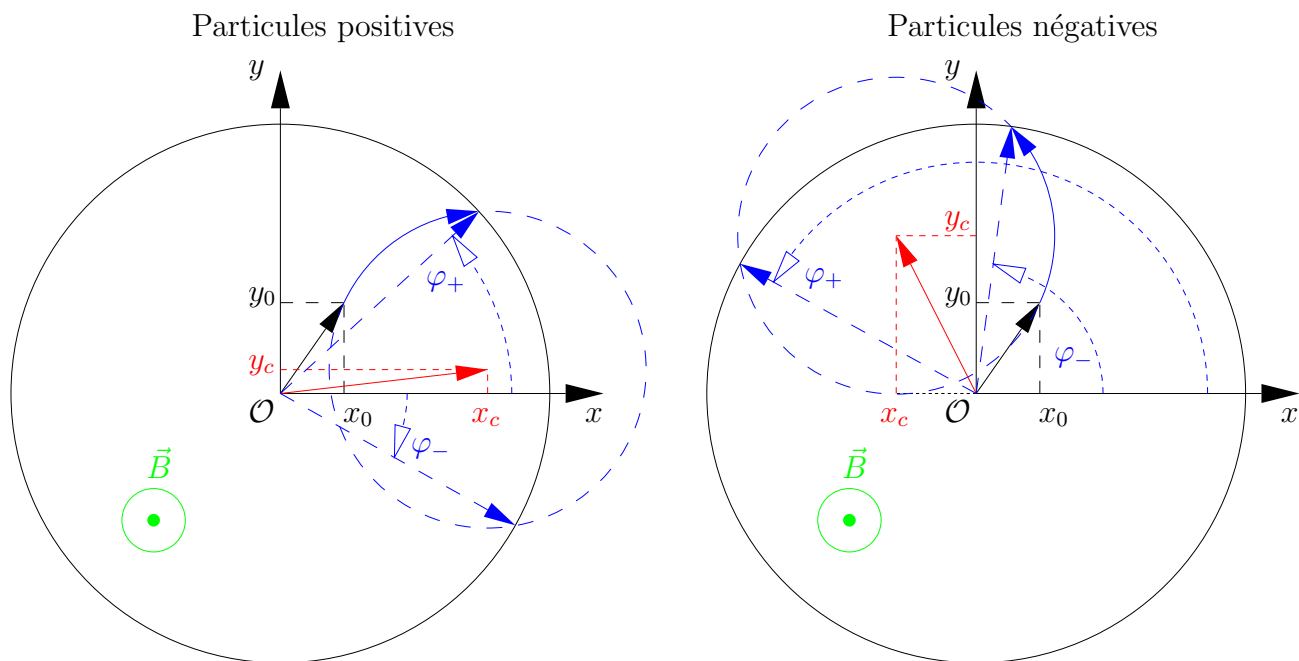 Particules positives
y
φ+
y0
yc
O
x0
xc
x
φ−
B⃗
Particules négatives
y
yc
φ+
y0
φ−
xc
O
x0
x
B⃗